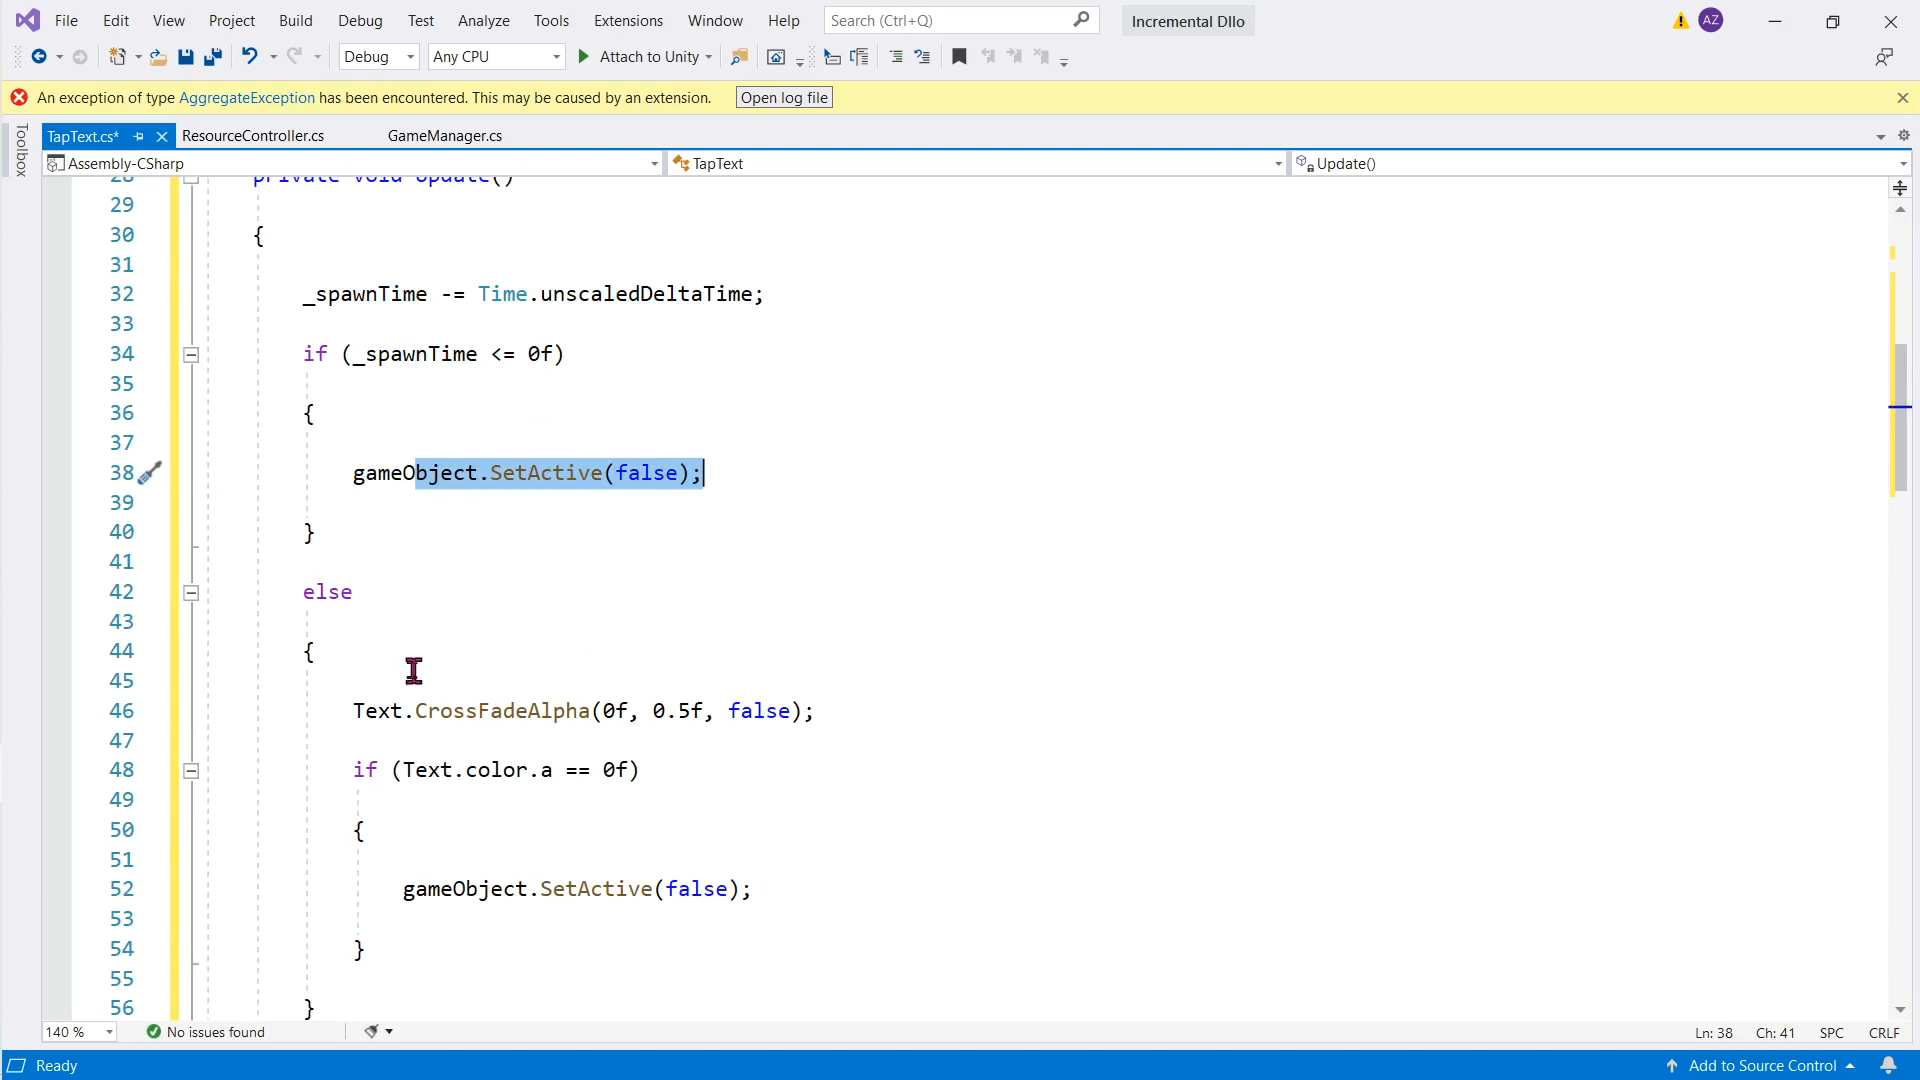 File Edit View Project Build Debug Test Analyze Tools Extensions Window Help Search (Ctrl+Q) Incremental Dllo AZ
Debug Any CPU Attach to Unity
An exception of type AggregateException has been encountered. This may be caused by an extension. Open log file
Toolbox
TapText.cs* ResourceController.cs GameManager.cs
Assembly-CSharp TapText Update()
28 private void Update()
29
30 {
31
32 _spawnTime -= Time.unscaledDeltaTime;
33
34 if (_spawnTime <= 0f)
35
36 {
37
38 gameObject.SetActive(false);
39
40 }
41
42 else
43
44 {
45
46 Text.CrossFadeAlpha(0f, 0.5f, false);
47
48 if (Text.color.a == 0f)
49
50 {
51
52 gameObject.SetActive(false);
53
54 }
55
56 }
140 % No issues found Ln: 38 Ch: 41 SPC CRLF
Ready Add to Source Control